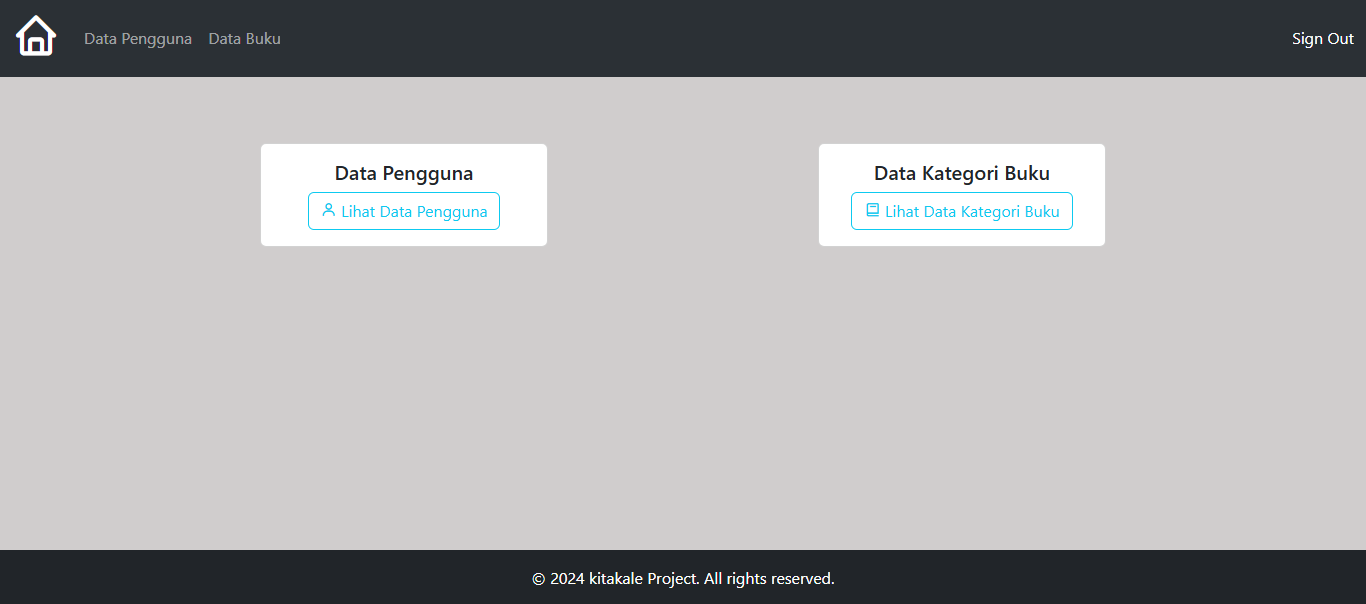 Data Pengguna Data Buku Sign Out
Data Pengguna
Lihat Data Pengguna
Data Kategori Buku
Lihat Data Kategori Buku
© 2024 kitakale Project. All rights reserved.